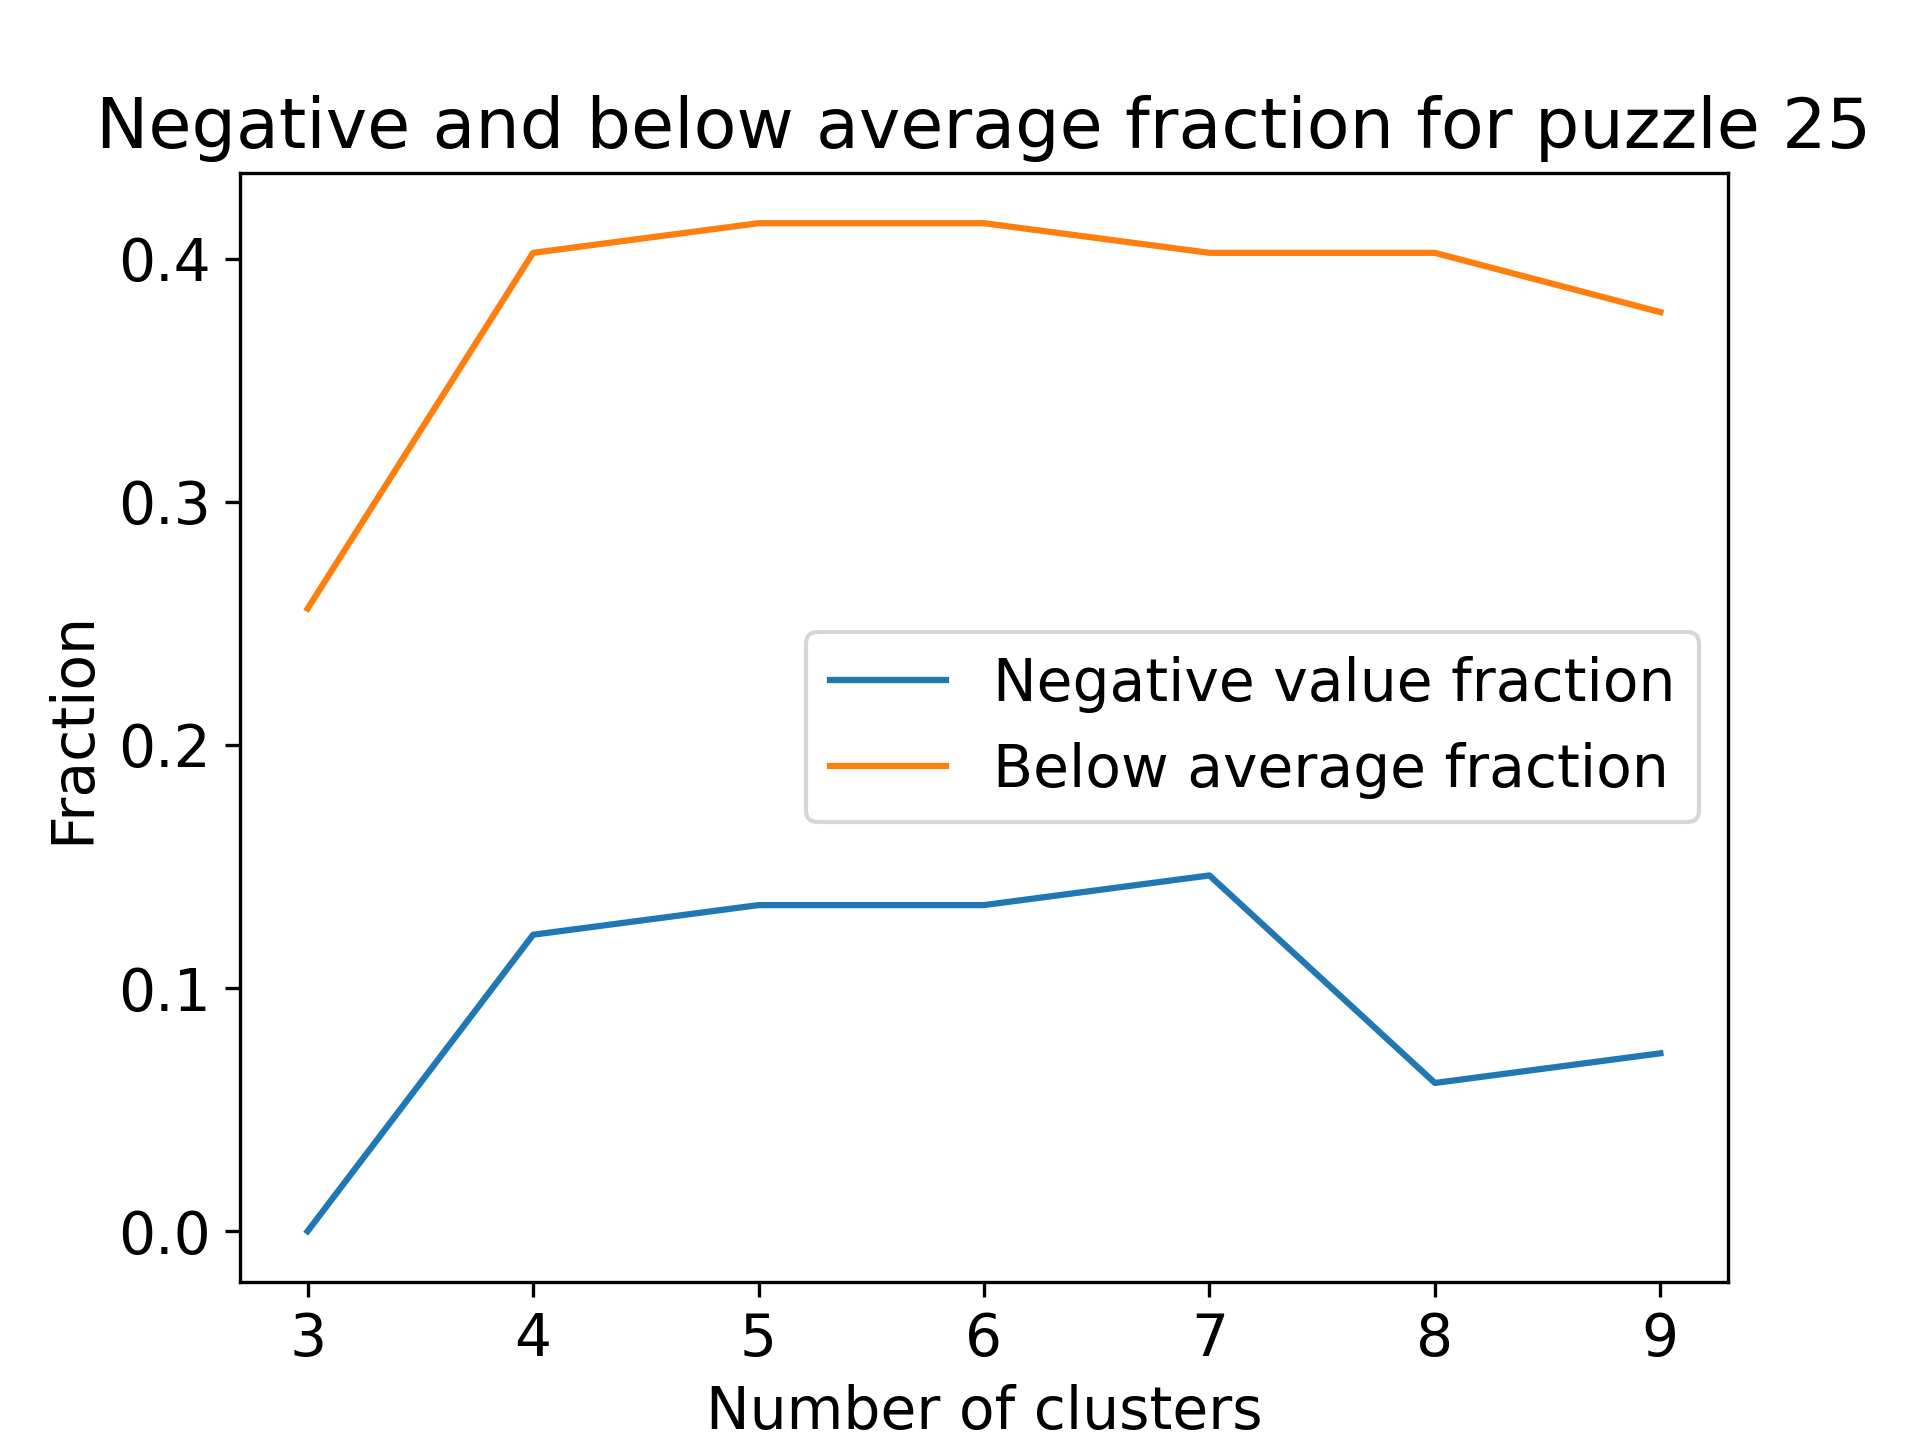 Negative and below average fraction for puzzle 25
0.4
0.3
0.2
0.1
0.0
Fraction
Negative value fraction
Below average fraction
3 4 5 6 7 8 9
Number of clusters